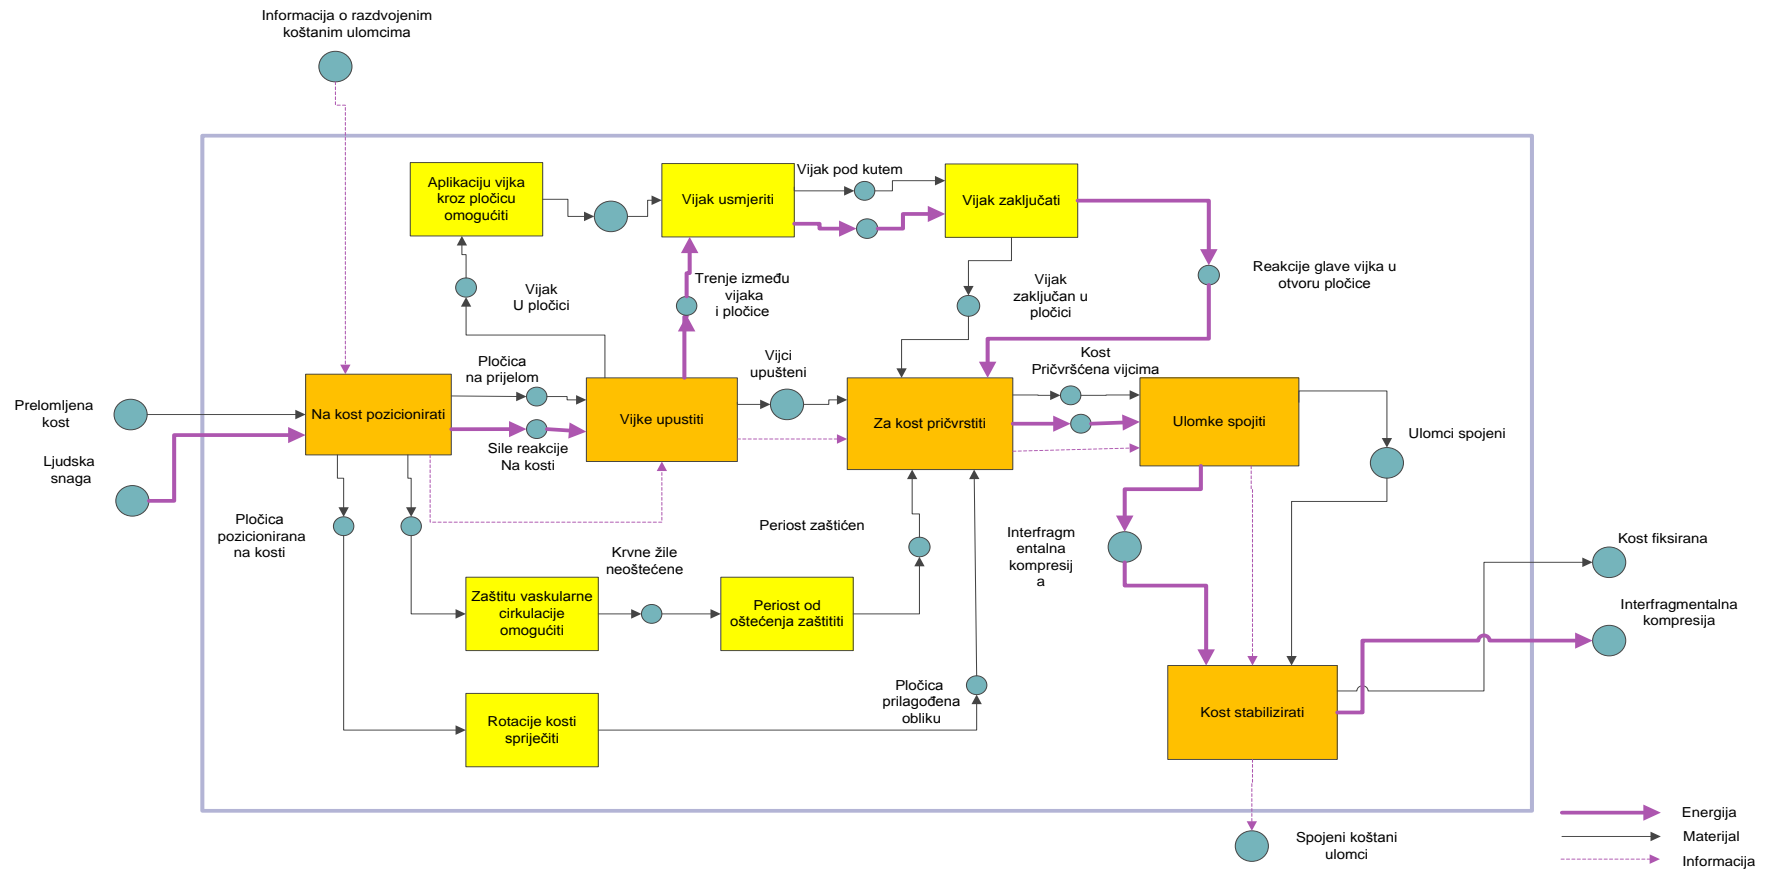 Informacija o razdvojenim
koštanim ulomcima
Aplikaciju vijka
kroz pločicu
omogućiti
Vijak usmjeriti
Vijak pod kutem
Vijak zaključati
Vijak
U pločici
Trenje između
vijaka
i pločice
Vijak
zaključan u
pločici
Reakcije glave vijka u
otvoru pločice
Prelomljena
kost
Ljudska
snaga
Na kost pozicionirati
Pločica
na prijelom
Sile reakcije
Na kosti
Vijke upustiti
Vijci
upušteni
Za kost pričvrstiti
Kost
Pričvršćena vijcima
Ulomke spojiti
Ulomci spojeni
Pločica
pozicionirana
na kosti
Krvne žile
neoštećene
Periost zaštićen
Interfragm
entalna
kompresij
a
Kost fiksirana
Zaštitu vaskularne
cirkulacije
omogućiti
Periost od
oštećenja zaštititi
Interfragmentalna
kompresija
Rotacije kosti
spriječiti
Pločica
prilagođena
obliku
Kost stabilizirati
Spojeni koštani
ulomci
Energija
Materijal
Informacija